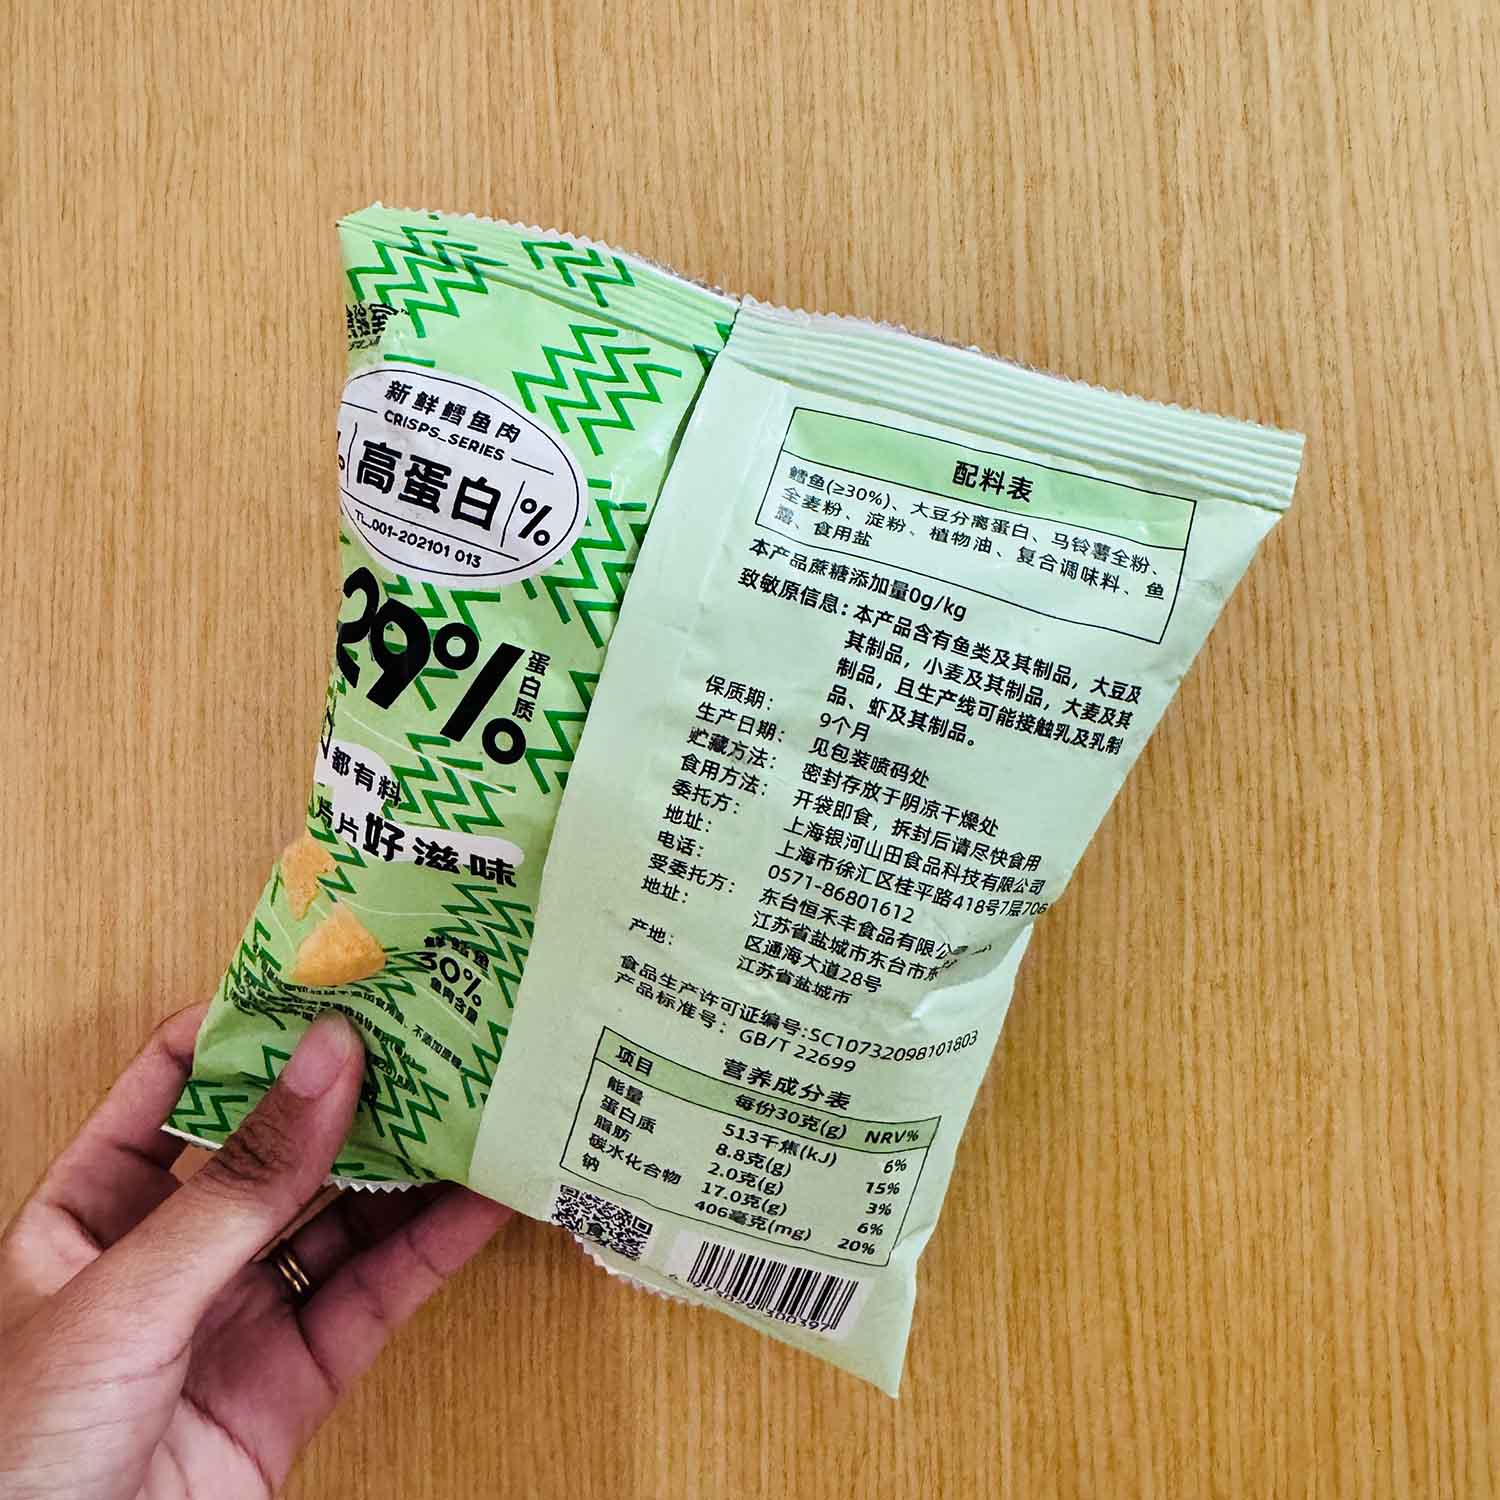 新鲜鳕鱼肉
CRISPS_SERIES
% 高蛋白 %
TL_001-202101 013
29%
蛋白质
都有料
片片好滋味
鲜鳕鱼
30%
鱼肉含量
配料表
鳕鱼(≥30%)、大豆分离蛋白、马铃薯全粉、
全麦粉、淀粉、植物油、复合调味料、鱼
露、食用盐
本产品蔗糖添加量0g/kg
致敏原信息：本产品含有鱼类及其制品，大豆及
其制品，小麦及其制品，大麦及其
制品，且生产线可能接触乳及乳制
品、虾及其制品。
保质期： 9个月
生产日期： 见包装喷码处
贮藏方法： 密封存放于阴凉干燥处
食用方法： 开袋即食，拆封后请尽快食用
委托方： 上海银河山田食品科技有限公司
地址： 上海市徐汇区桂平路418号7层706
电话： 0571-86801612
受委托方： 东台恒禾丰食品有限公
地址： 江苏省盐城市东台市东
区通海大道28号
产地： 江苏省盐城市
食品生产许可证编号:SC10732098101803
产品标准号： GB/T 22699
营养成分表
项目 每份30克(g) NRV%
能量 513千焦(kJ) 6%
蛋白质 8.8克(g) 15%
脂肪 2.0克(g) 3%
碳水化合物 17.0克(g) 6%
钠 406毫克(mg) 20%
食